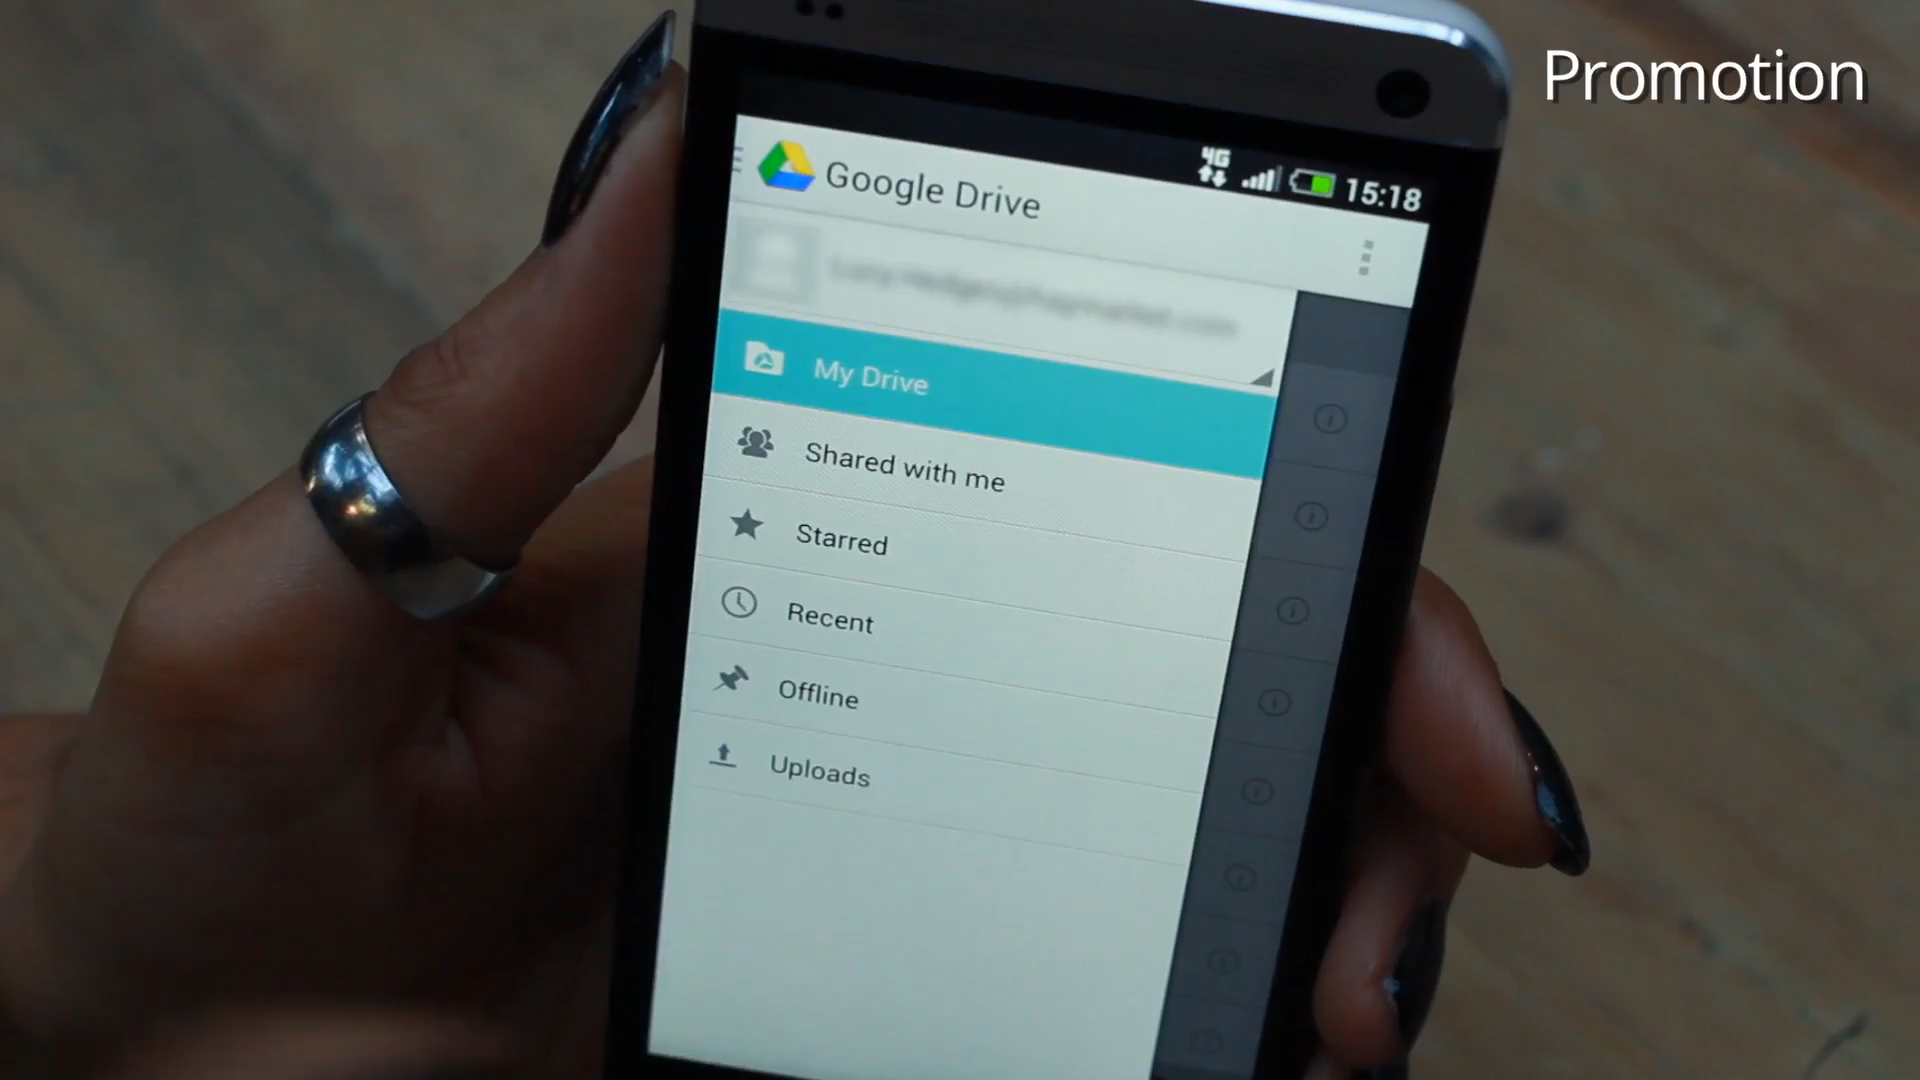 Promotion
4G
15:18
Google Drive
My Drive
Shared with me
Starred
Recent
Offline
Uploads